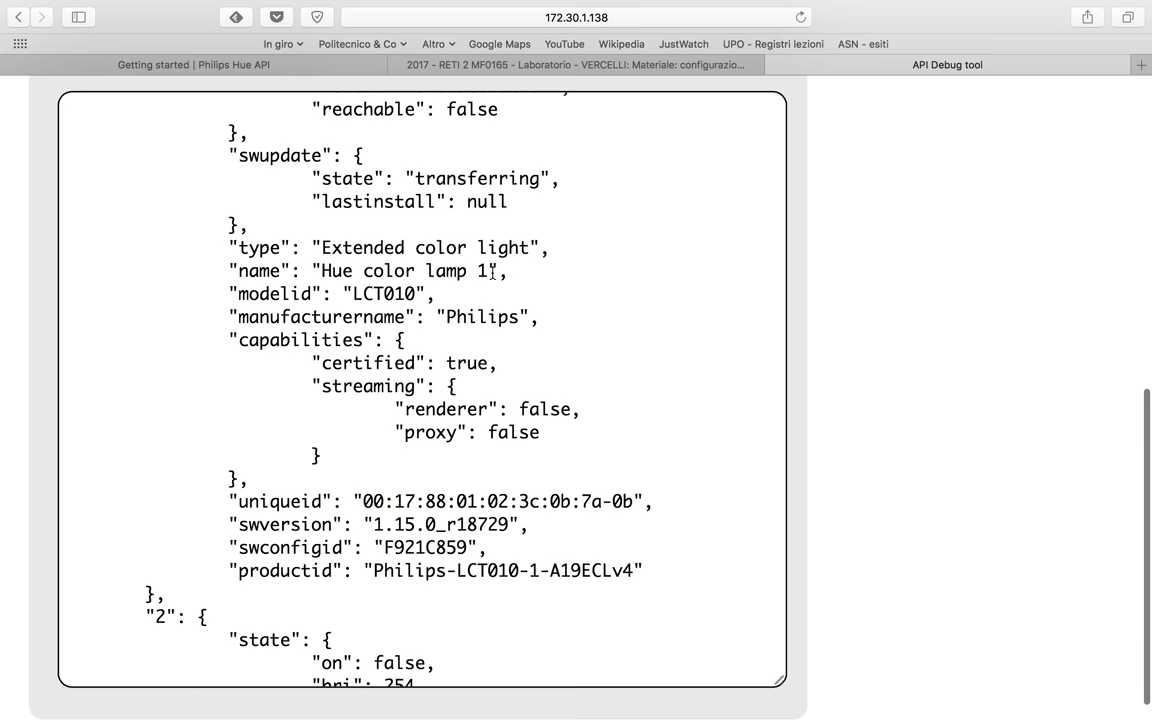 172.30.1.138
In giro
Politecnico & Co
Altro
Google Maps
YouTube
Wikipedia
JustWatch
UPO - Registri lezioni
ASN - esiti
Getting started | Philips Hue API
2017 - RETI 2 MF0165 - Laboratorio - VERCELLI: Materiale: configurazio...
API Debug tool
"reachable": false
},
"swupdate": {
"state": "transferring",
"lastinstall": null
},
"type": "Extended color light",
"name": "Hue color lamp 1",
"modelid": "LCT010",
"manufacturername": "Philips",
"capabilities": {
"certified": true,
"streaming": {
"renderer": false,
"proxy": false
}
},
"uniqueid": "00:17:88:01:02:3c:0b:7a-0b",
"swversion": "1.15.0_r18729",
"swconfigid": "F921C859",
"productid": "Philips-LCT010-1-A19ECLv4"
},
"2": {
"state": {
"on": false,
"bri": 254